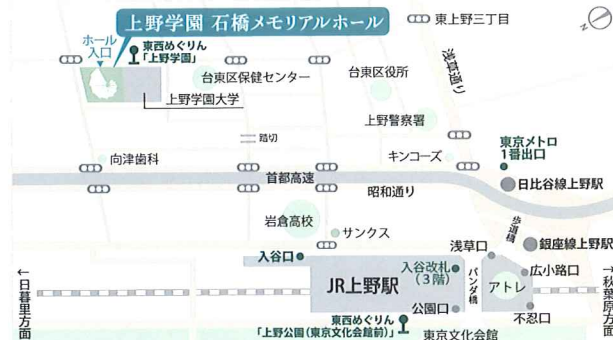 上野学園 石橋メモリアルホール
東上野三丁目
N
ホール
入口
東西めぐりん
「上野学園」
台東区保健センター
台東区役所
浅草通り
上野学園大学
上野警察署
踏切
東京メトロ
1番出口
向津歯科
キンコーズ
首都高速
日比谷線上野駅
昭和通り
岩倉高校
サンクス
歩道橋
入谷口
浅草口
銀座線上野駅
←日暮里方面
JR上野駅
入谷改札
（3階）
パンダ橋
広小路口
アトレ
→秋葉原方面
公園口
不忍口
東西めぐりん
「上野公園（東京文化会館前）」
東京文化会館